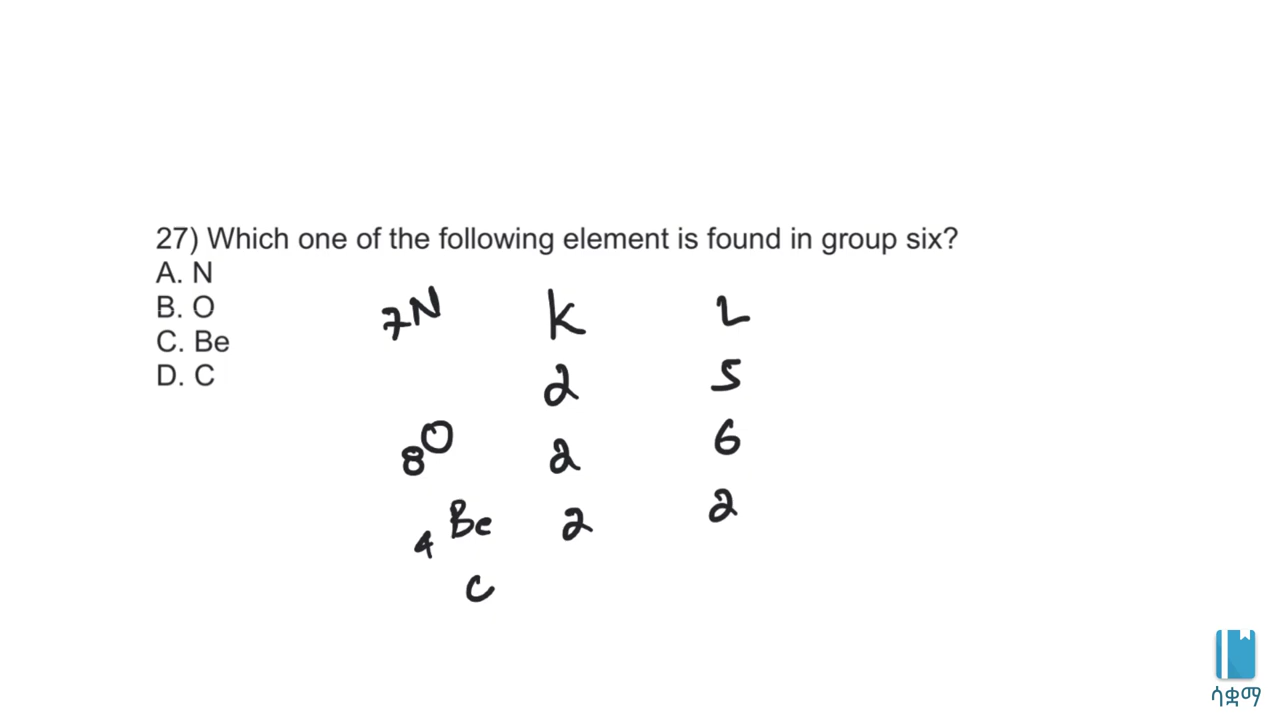 27) Which one of the following element is found in group six?
A. N
B. O
C. Be
D. C
7N K L
2 5
8O 2 6
4Be 2 2
C
ሳቋማ